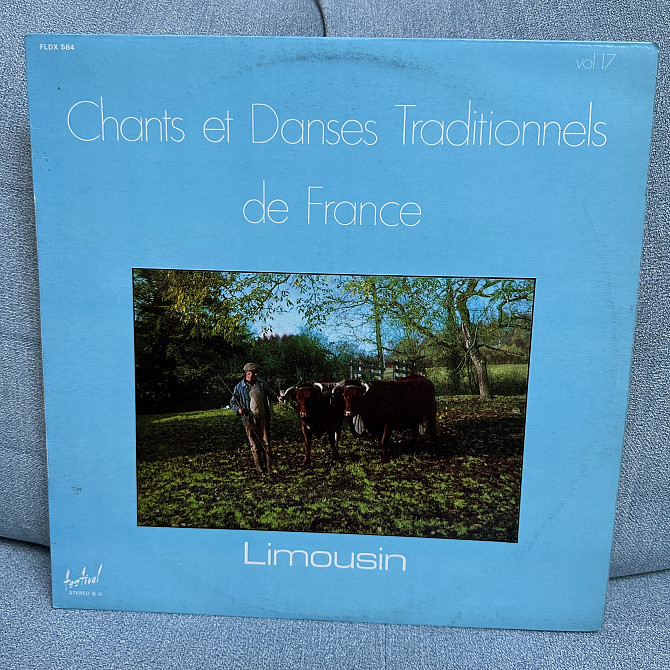 FLDX 584
vol 17
Chants et Danses Traditionnels
de France
Limousin
festival
STEREO